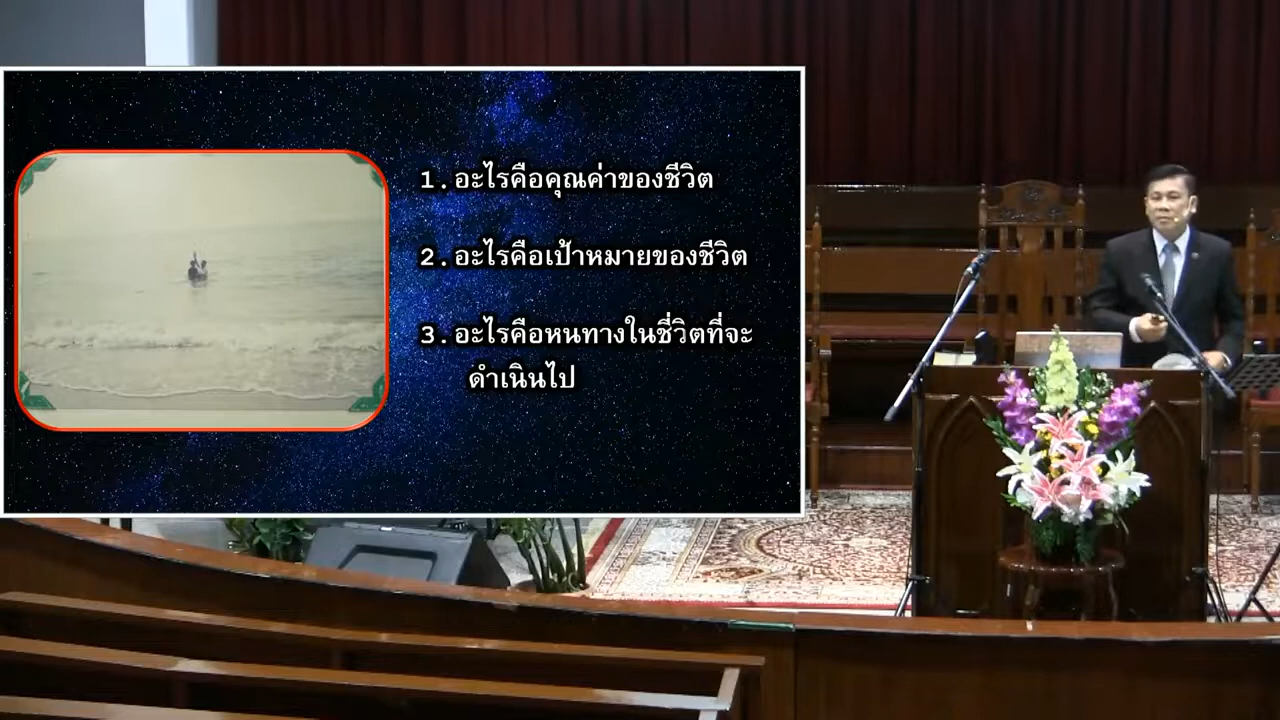 1.อะไรคือคุณค่าของชีวิต
2.อะไรคือเป้าหมายของชีวิต
3.อะไรคือหนทางในชี่วิตที่จะ
ดำเนินไป